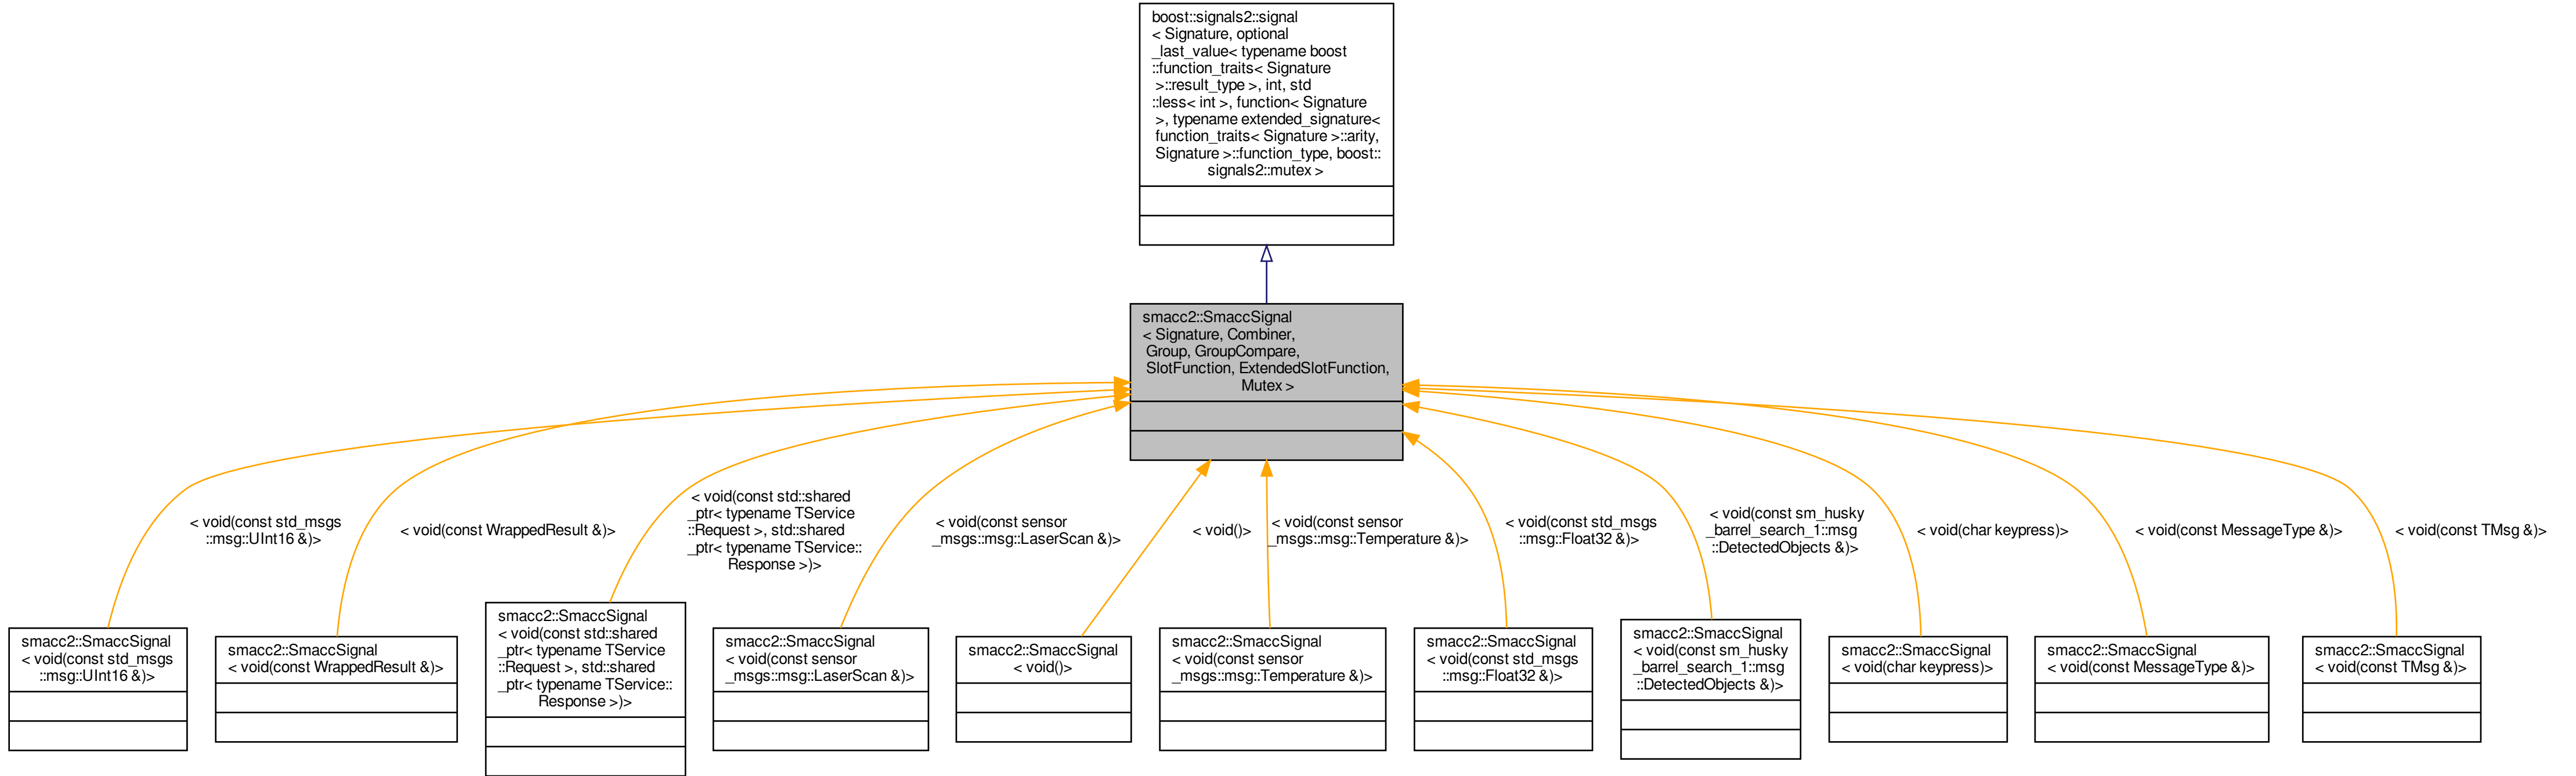 boost::signals2::signal
< Signature, optional
_last_value< typename boost
::function_traits< Signature
>::result_type >, int, std
::less< int >, function< Signature
>, typename extended_signature<
function_traits< Signature >::arity,
Signature >::function_type, boost::
signals2::mutex >
smacc2::SmaccSignal
< Signature, Combiner,
Group, GroupCompare,
SlotFunction, ExtendedSlotFunction,
Mutex >
< void(const std_msgs
::msg::UInt16 &)>
< void(const WrappedResult &)>
< void(const std::shared
_ptr< typename TService
::Request >, std::shared
_ptr< typename TService::
Response >)>
< void(const sensor
_msgs::msg::LaserScan &)>
< void()>
< void(const sensor
_msgs::msg::Temperature &)>
< void(const std_msgs
::msg::Float32 &)>
< void(const sm_husky
_barrel_search_1::msg
::DetectedObjects &)>
< void(char keypress)>
< void(const MessageType &)>
< void(const TMsg &)>
smacc2::SmaccSignal
< void(const std_msgs
::msg::UInt16 &)>
smacc2::SmaccSignal
< void(const WrappedResult &)>
smacc2::SmaccSignal
< void(const std::shared
_ptr< typename TService
::Request >, std::shared
_ptr< typename TService::
Response >)>
smacc2::SmaccSignal
< void(const sensor
_msgs::msg::LaserScan &)>
smacc2::SmaccSignal
< void()>
smacc2::SmaccSignal
< void(const sensor
_msgs::msg::Temperature &)>
smacc2::SmaccSignal
< void(const std_msgs
::msg::Float32 &)>
smacc2::SmaccSignal
< void(const sm_husky
_barrel_search_1::msg
::DetectedObjects &)>
smacc2::SmaccSignal
< void(char keypress)>
smacc2::SmaccSignal
< void(const MessageType &)>
smacc2::SmaccSignal
< void(const TMsg &)>